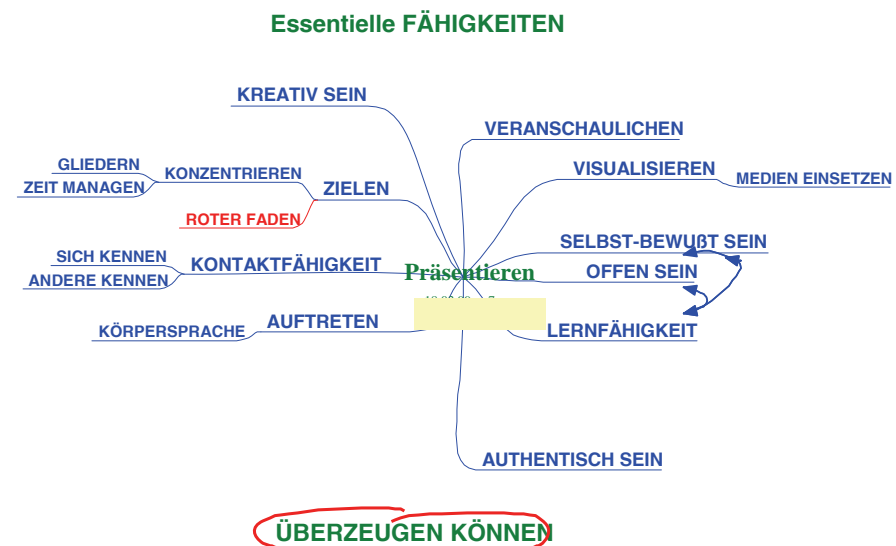 Essentielle FÄHIGKEITEN
KREATIV SEIN
VERANSCHAULICHEN
GLIEDERN
ZEIT MANAGEN
KONZENTRIEREN
ZIELEN
ROTER FADEN
VISUALISIEREN
MEDIEN EINSETZEN
SICH KENNEN
ANDERE KENNEN
KONTAKTFÄHIGKEIT
Präsentieren
SELBST-BEWUßT SEIN
OFFEN SEIN
KÖRPERSPRACHE
AUFTRETEN
LERNFÄHIGKEIT
AUTHENTISCH SEIN
ÜBERZEUGEN KÖNNEN